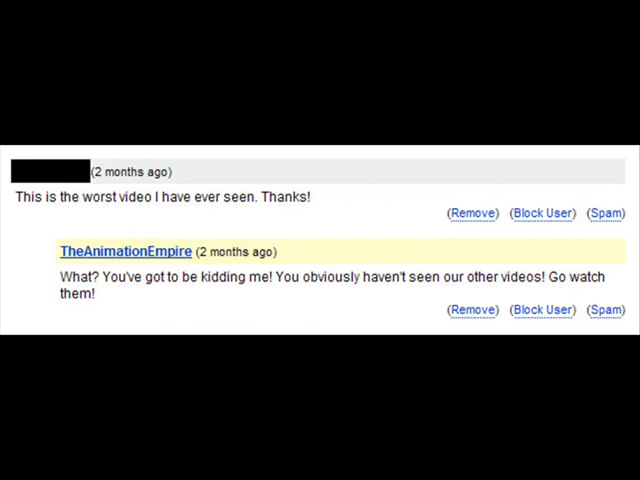 (2 months ago)
This is the worst video I have ever seen. Thanks!
(Remove) (Block User) (Spam)
TheAnimationEmpire (2 months ago)
What? You've got to be kidding me! You obviously haven't seen our other videos! Go watch
them!
(Remove) (Block User) (Spam)